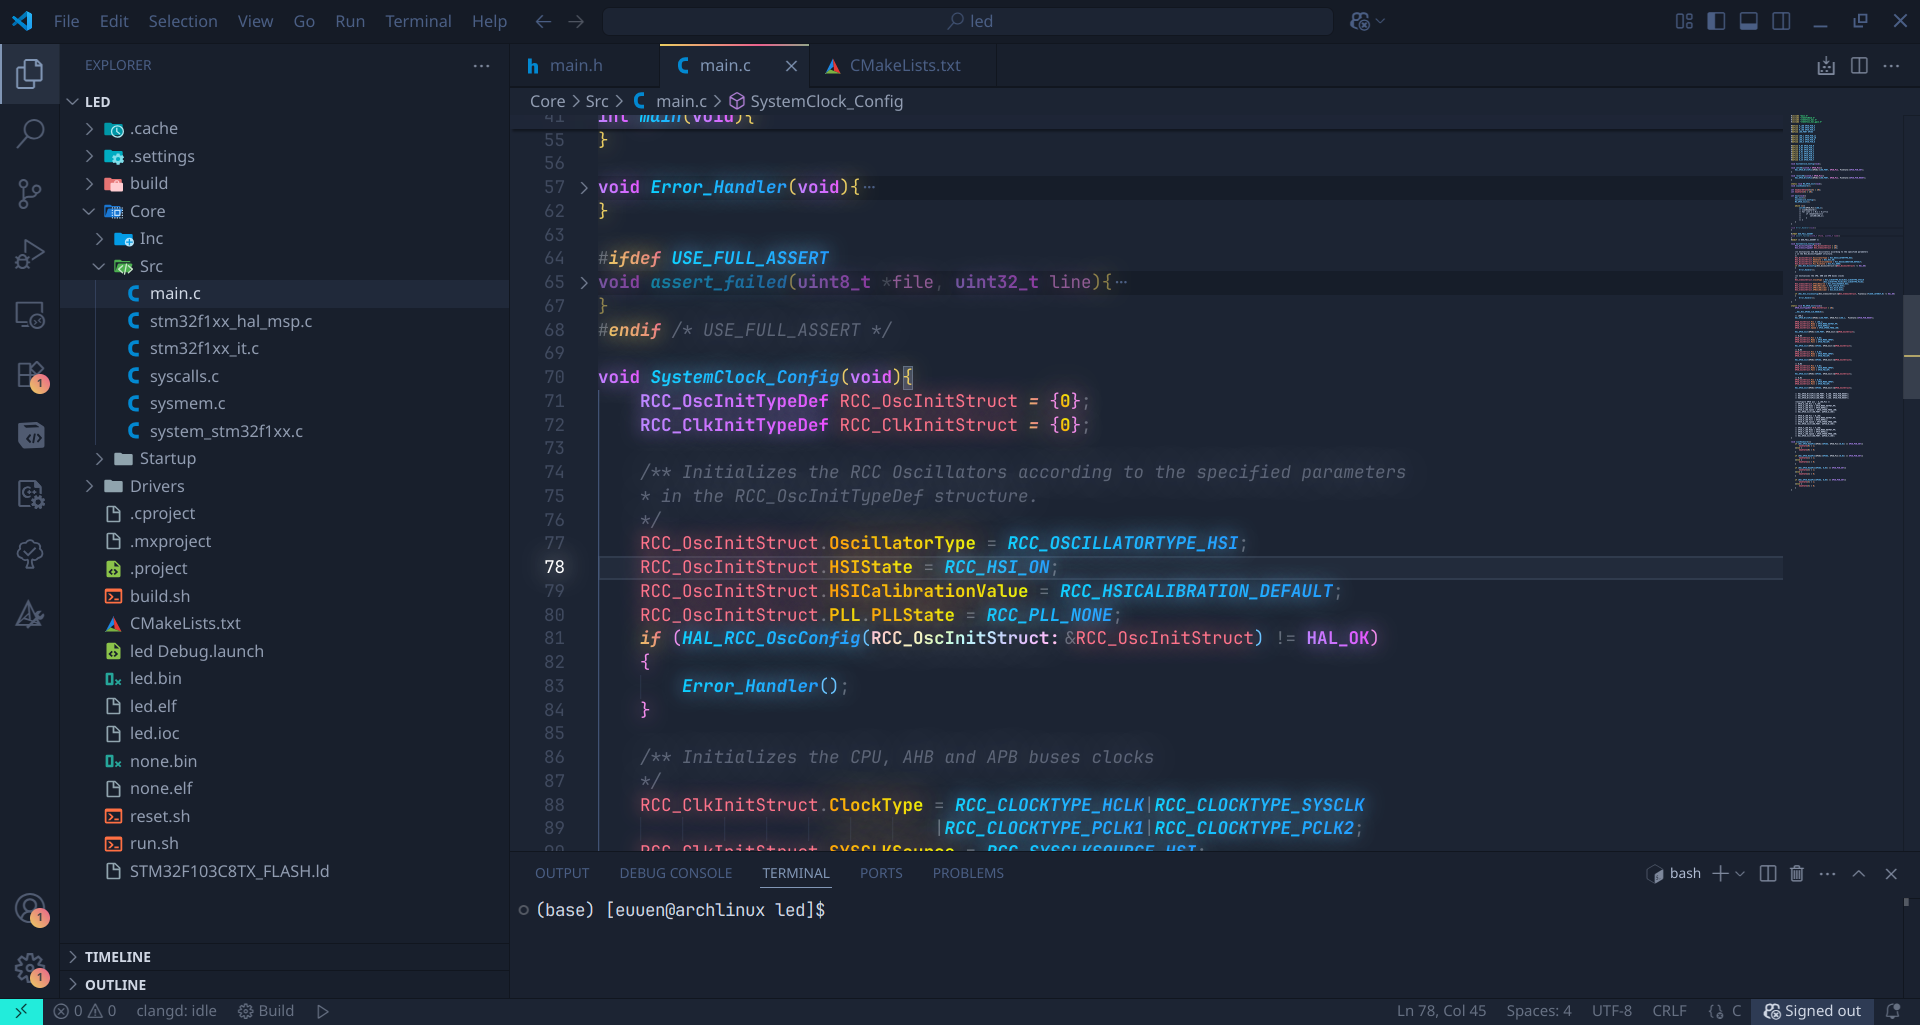 File Edit Selection View Go Run Terminal Help
led
EXPLORER
LED
.cache
.settings
build
Core
Inc
Src
main.c
stm32f1xx_hal_msp.c
stm32f1xx_it.c
syscalls.c
sysmem.c
system_stm32f1xx.c
Startup
Drivers
.cproject
.mxproject
.project
build.sh
CMakeLists.txt
led Debug.launch
led.bin
led.elf
led.ioc
none.bin
none.elf
reset.sh
run.sh
STM32F103C8TX_FLASH.ld
TIMELINE
OUTLINE
1
1
1
main.h main.c CMakeLists.txt
Core > Src > main.c > SystemClock_Config
41 int main(void){
55 }
56
57 void Error_Handler(void){ ···
62 }
63
64 #ifdef USE_FULL_ASSERT
65 void assert_failed(uint8_t *file, uint32_t line){ ···
67 }
68 #endif /* USE_FULL_ASSERT */
69
70 void SystemClock_Config(void){
71 RCC_OscInitTypeDef RCC_OscInitStruct = {0};
72 RCC_ClkInitTypeDef RCC_ClkInitStruct = {0};
73
74 /** Initializes the RCC Oscillators according to the specified parameters
75 * in the RCC_OscInitTypeDef structure.
76 */
77 RCC_OscInitStruct.OscillatorType = RCC_OSCILLATORTYPE_HSI;
78 RCC_OscInitStruct.HSIState = RCC_HSI_ON;
79 RCC_OscInitStruct.HSICalibrationValue = RCC_HSICALIBRATION_DEFAULT;
80 RCC_OscInitStruct.PLL.PLLState = RCC_PLL_NONE;
81 if (HAL_RCC_OscConfig(RCC_OscInitStruct: &RCC_OscInitStruct) != HAL_OK)
82 {
83 Error_Handler();
84 }
85
86 /** Initializes the CPU, AHB and APB buses clocks
87 */
88 RCC_ClkInitStruct.ClockType = RCC_CLOCKTYPE_HCLK|RCC_CLOCKTYPE_SYSCLK
89 |RCC_CLOCKTYPE_PCLK1|RCC_CLOCKTYPE_PCLK2;
90 RCC_ClkInitStruct.SYSCLKSource = RCC_SYSCLKSOURCE_HSI;
OUTPUT DEBUG CONSOLE TERMINAL PORTS PROBLEMS
bash
(base) [euuen@archlinux led]$
0 0 clangd: idle Build
Ln 78, Col 45 Spaces: 4 UTF-8 CRLF C Signed out